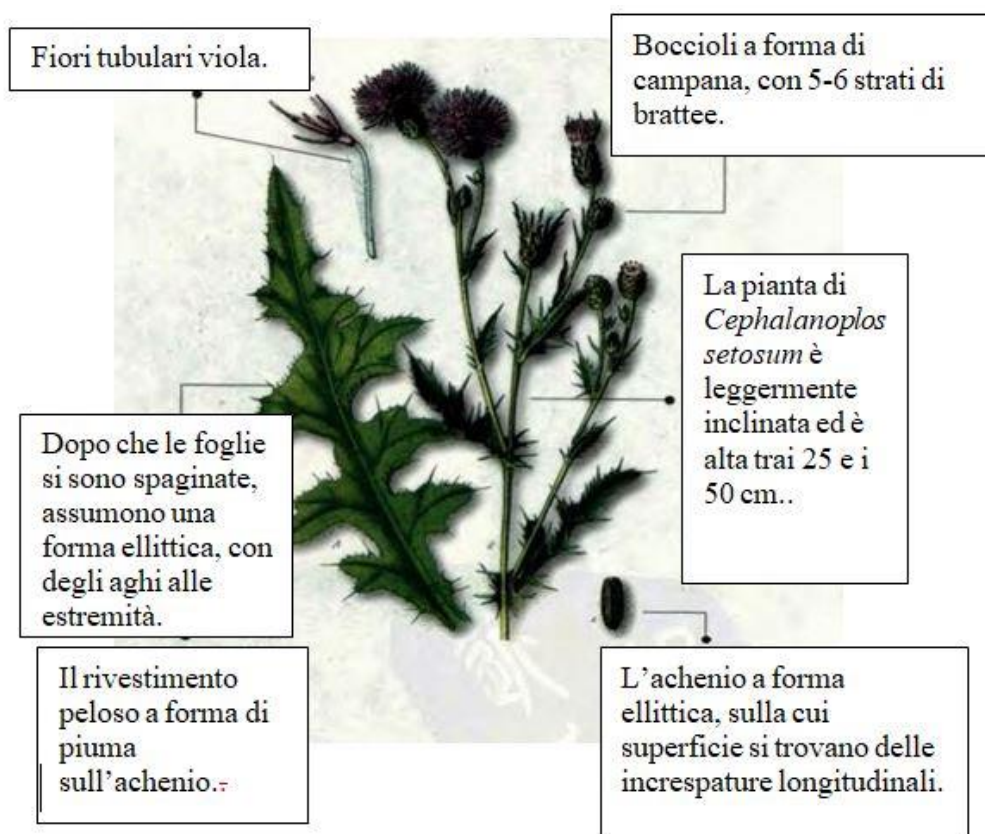 Fiori tubulari viola.
Boccioli a forma di
campana, con 5-6 strati di
brattee.
La pianta di
Cephalanoplos
setosum è
leggermente
inclinata ed è
alta trai 25 e i
50 cm..
Dopo che le foglie
si sono spaginate,
assumono una
forma ellittica, con
degli aghi alle
estremità.
Il rivestimento
peloso a forma di
piuma
sull’achenio.-
L’achenio a forma
ellittica, sulla cui
superficie si trovano delle
increspature longitudinali.